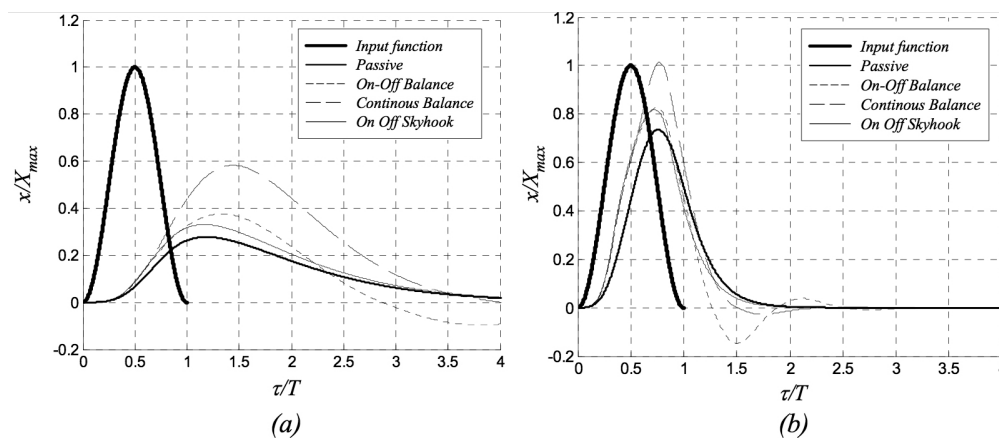 1.2
1
0.8
0.6
0.4
0.2
0
-0.2
x/Xmax
Input function
Passive
On-Off Balance
Continous Balance
On Off Skyhook
0 0.5 1 1.5 2 2.5 3 3.5 4
τ/T
(a)
1.2
1
0.8
0.6
0.4
0.2
0
-0.2
x/Xmax
Input function
Passive
On-Off Balance
Continous Balance
On Off Skyhook
0 0.5 1 1.5 2 2.5 3 3.5 4
τ/T
(b)